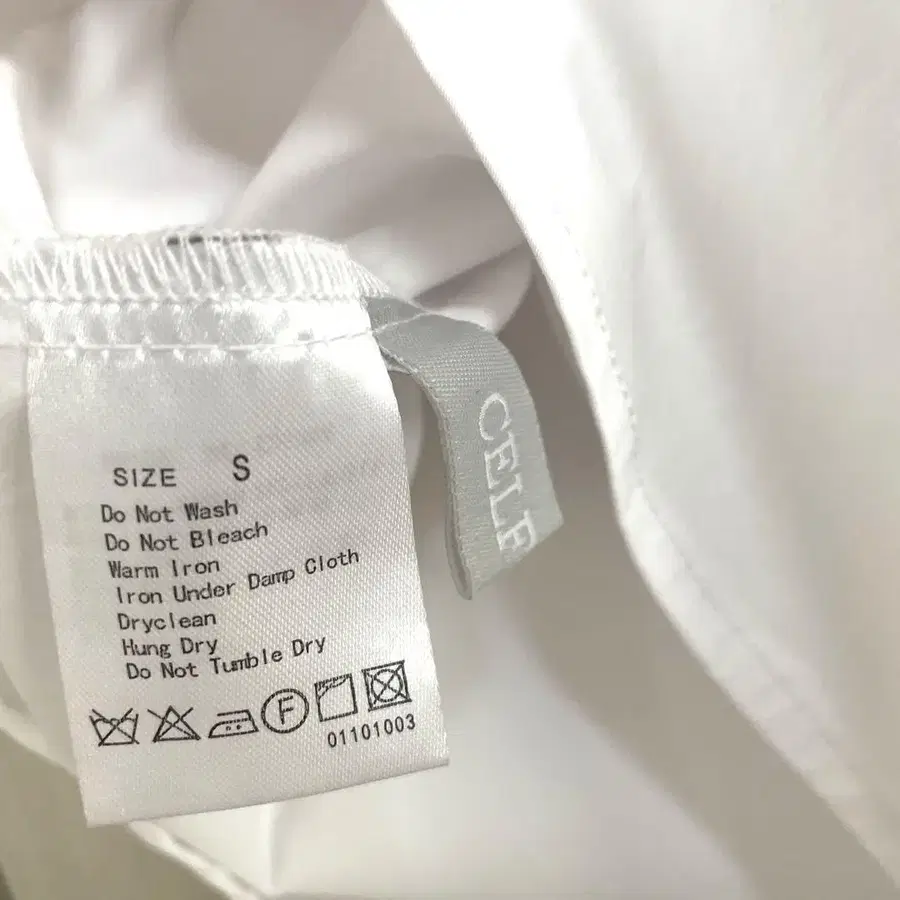 SIZE S
Do Not Wash
Do Not Bleach
Warm Iron
Iron Under Damp Cloth
Dryclean
Hung Dry
Do Not Tumble Dry
F
01101003
CELF